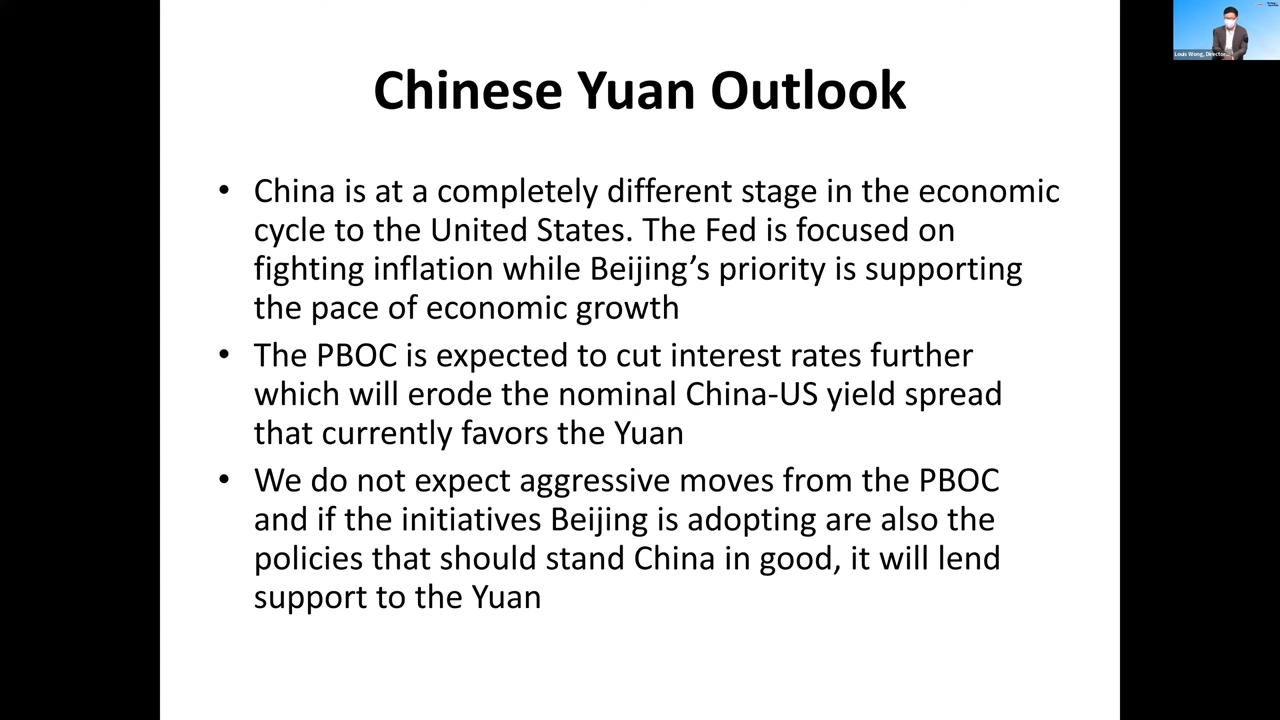 Louis Wong, Director
Chinese Yuan Outlook
• China is at a completely different stage in the economic
cycle to the United States. The Fed is focused on
fighting inflation while Beijing’s priority is supporting
the pace of economic growth
• The PBOC is expected to cut interest rates further
which will erode the nominal China-US yield spread
that currently favors the Yuan
• We do not expect aggressive moves from the PBOC
and if the initiatives Beijing is adopting are also the
policies that should stand China in good, it will lend
support to the Yuan